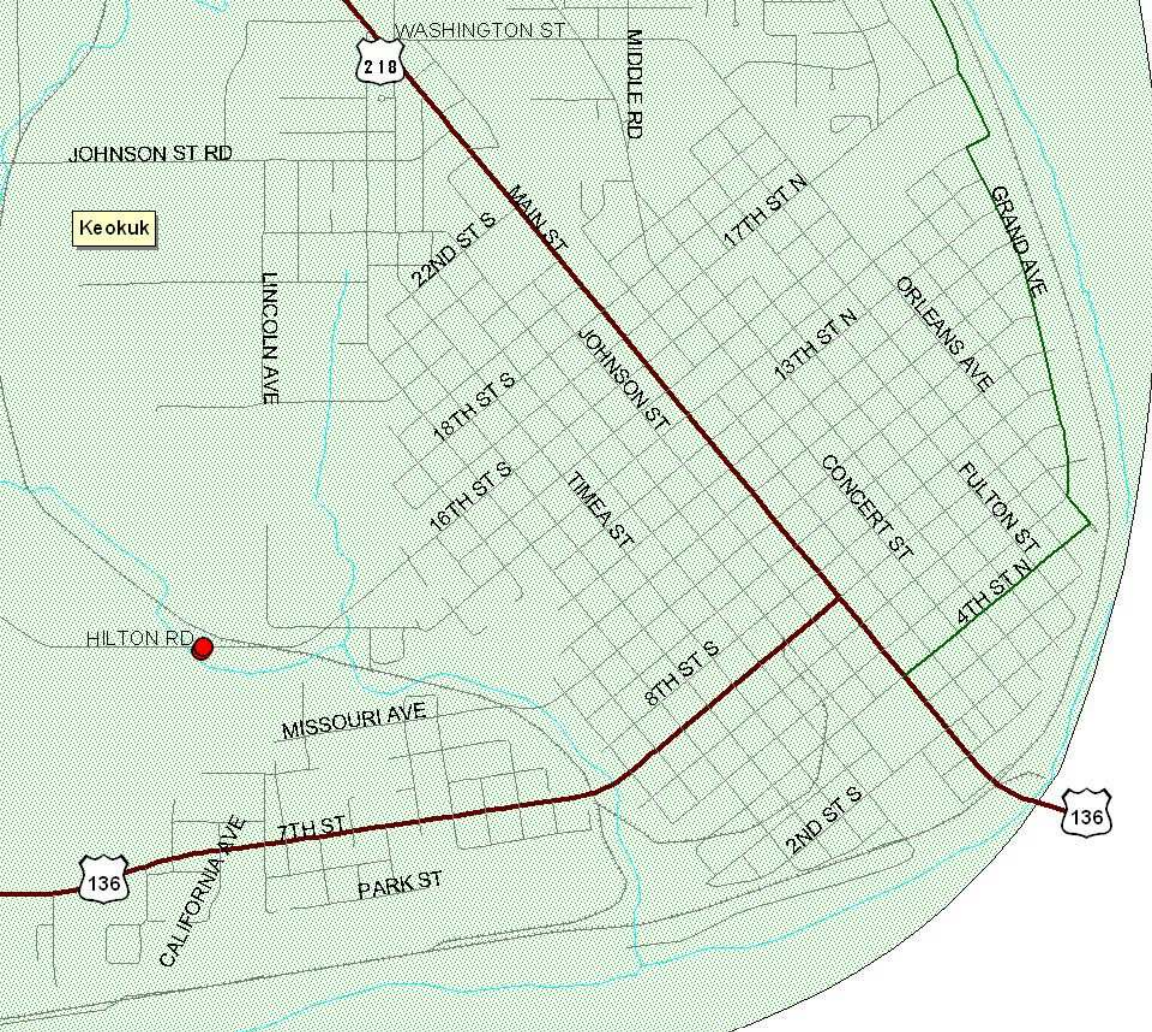 WASHINGTON ST
218
MIDDLE RD
JOHNSON ST RD
Keokuk
MAIN ST
22ND ST S
17TH ST N
GRAND AVE
LINCOLN AVE
ORLEANS AVE
JOHNSON ST
13TH ST N
18TH ST S
16TH ST S
TIMEA ST
CONCERT ST
FULTON ST
4TH ST N
HILTON RD
8TH ST S
MISSOURI AVE
2ND ST S
136
7TH ST
CALIFORNIA AVE
136
PARK ST